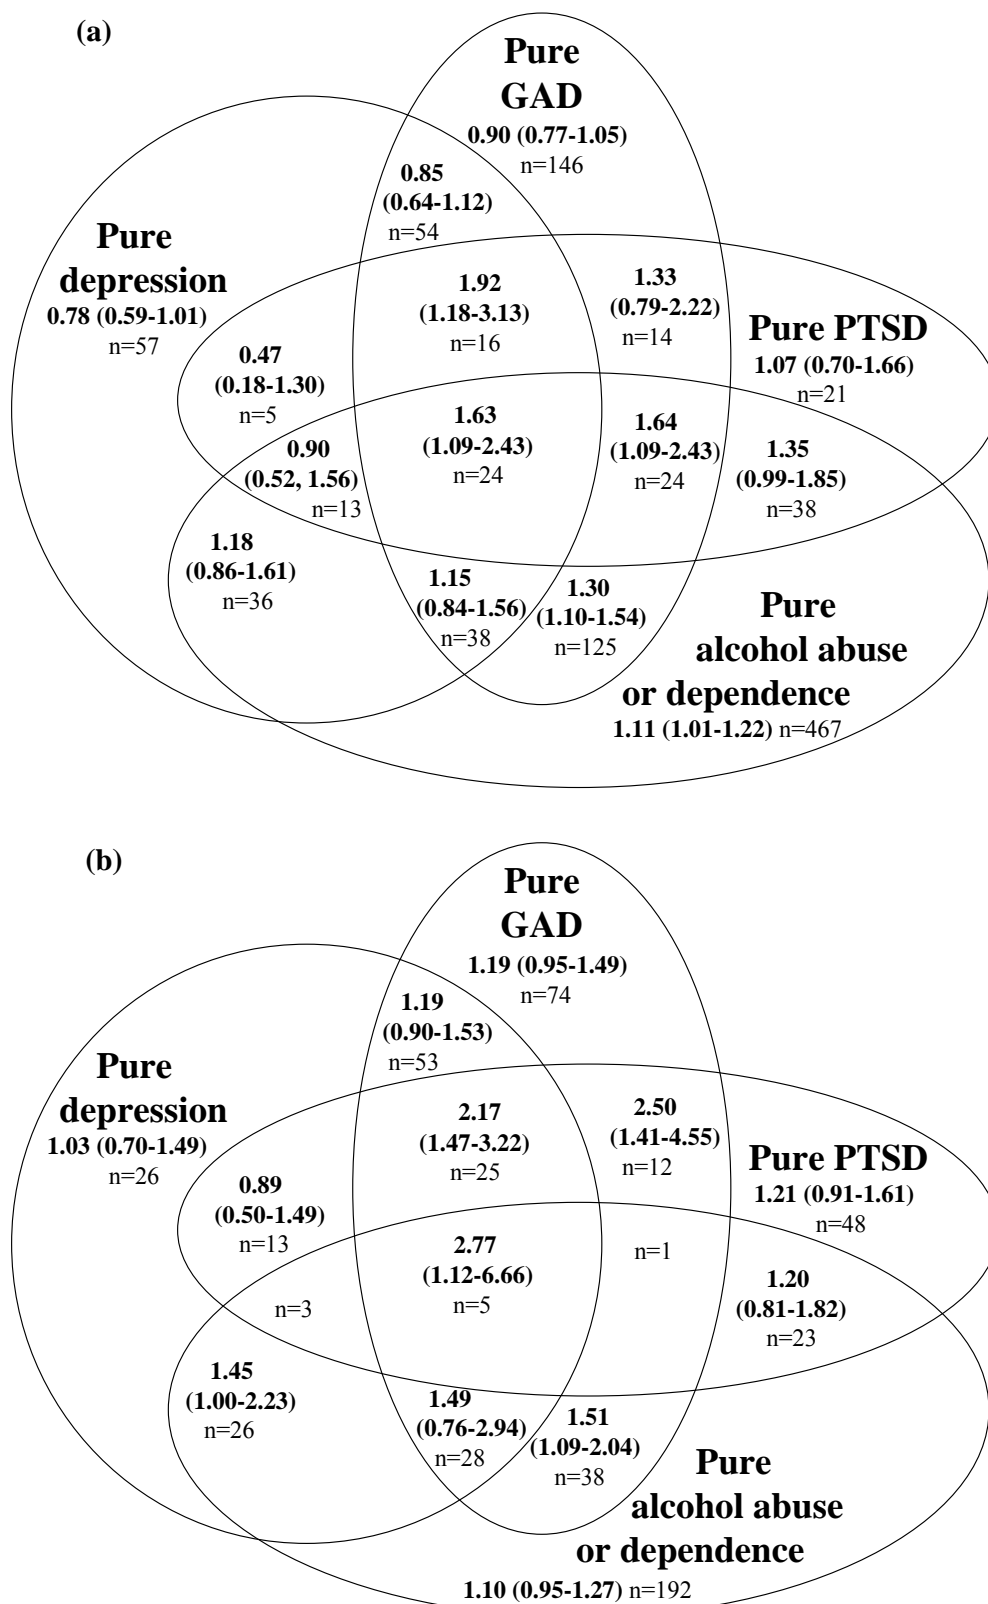 (a)
Pure
GAD
0.90 (0.77-1.05)
n=146
0.85
(0.64-1.12)
n=54
Pure
depression
0.78 (0.59-1.01)
n=57
1.92
(1.18-3.13)
n=16
1.33
(0.79-2.22)
n=14
Pure PTSD
1.07 (0.70-1.66)
n=21
0.47
(0.18-1.30)
n=5
0.90
(0.52, 1.56)
n=13
1.63
(1.09-2.43)
n=24
1.64
(1.09-2.43)
n=24
1.35
(0.99-1.85)
n=38
1.18
(0.86-1.61)
n=36
1.15
(0.84-1.56)
n=38
1.30
(1.10-1.54)
n=125
Pure
alcohol abuse
or dependence
1.11 (1.01-1.22) n=467
(b)
Pure
GAD
1.19 (0.95-1.49)
n=74
1.19
(0.90-1.53)
n=53
Pure
depression
1.03 (0.70-1.49)
n=26
2.17
(1.47-3.22)
n=25
2.50
(1.41-4.55)
n=12
Pure PTSD
1.21 (0.91-1.61)
n=48
0.89
(0.50-1.49)
n=13
n=3
2.77
(1.12-6.66)
n=5
n=1
1.20
(0.81-1.82)
n=23
1.45
(1.00-2.23)
n=26
1.49
(0.76-2.94)
n=28
1.51
(1.09-2.04)
n=38
Pure
alcohol abuse
or dependence
1.10 (0.95-1.27) n=192